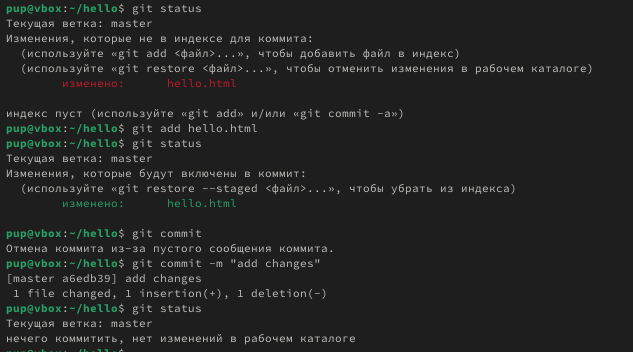 pup@vbox:~/hello$ git status
Текущая ветка: master
Изменения, которые не в индексе для коммита:
  (используйте «git add <файл>...», чтобы добавить файл в индекс)
  (используйте «git restore <файл>...», чтобы отменить изменения в рабочем каталоге)
        изменено:      hello.html
индекс пуст (используйте «git add» и/или «git commit -a»)
pup@vbox:~/hello$ git add hello.html
pup@vbox:~/hello$ git status
Текущая ветка: master
Изменения, которые будут включены в коммит:
  (используйте «git restore --staged <файл>...», чтобы убрать из индекса)
        изменено:      hello.html
pup@vbox:~/hello$ git commit
Отмена коммита из-за пустого сообщения коммита.
pup@vbox:~/hello$ git commit -m "add changes"
[master a6edb39] add changes
 1 file changed, 1 insertion(+), 1 deletion(-)
pup@vbox:~/hello$ git status
Текущая ветка: master
нечего коммитить, нет изменений в рабочем каталоге